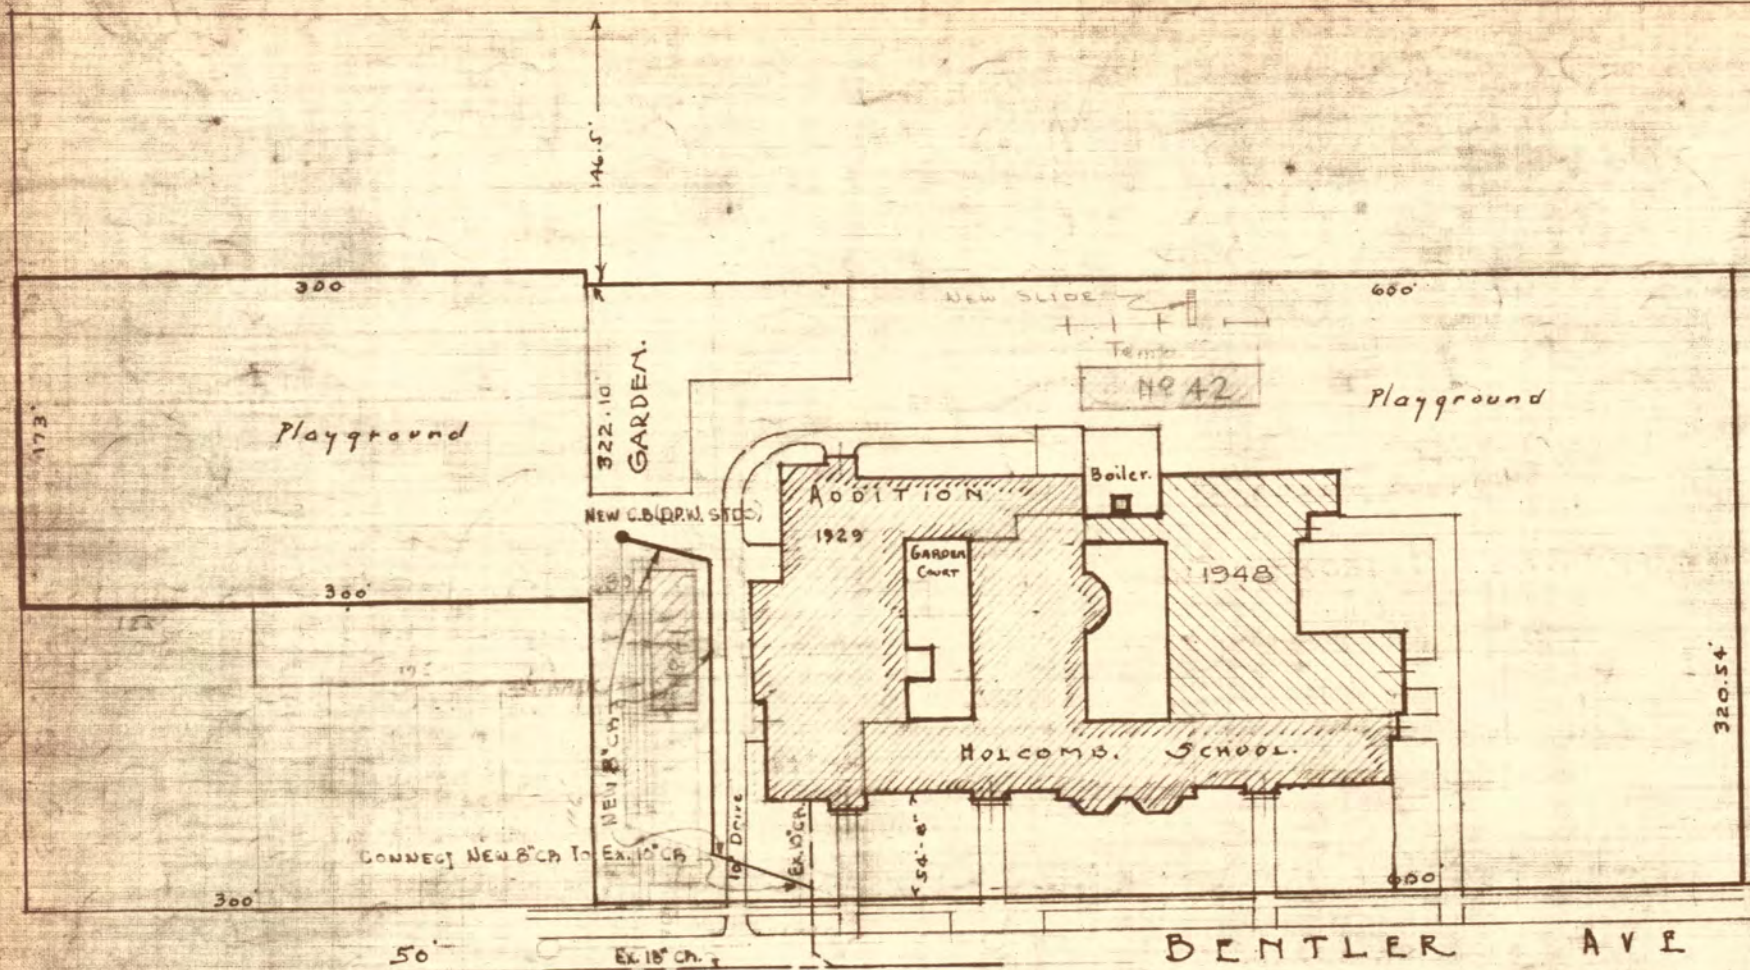 146.5'
300
600'
NEW SLIDE
Temp.
Nº 42
173'
Playground
322.10'
GARDEN.
Playground
Boiler.
ADDITION
1929
NEW C.B (D.P.W. STDS)
GARDEN
COURT
1948
300'
320.54'
HOLCOMB. SCHOOL.
NEW 8" CR.
10' Drive
Ex. 10" CR.
54'-8"
CONNECT NEW 8" CR TO EX. 10" CR
300'
600'
50'
Ex. 18" CR.
BENTLER AVE